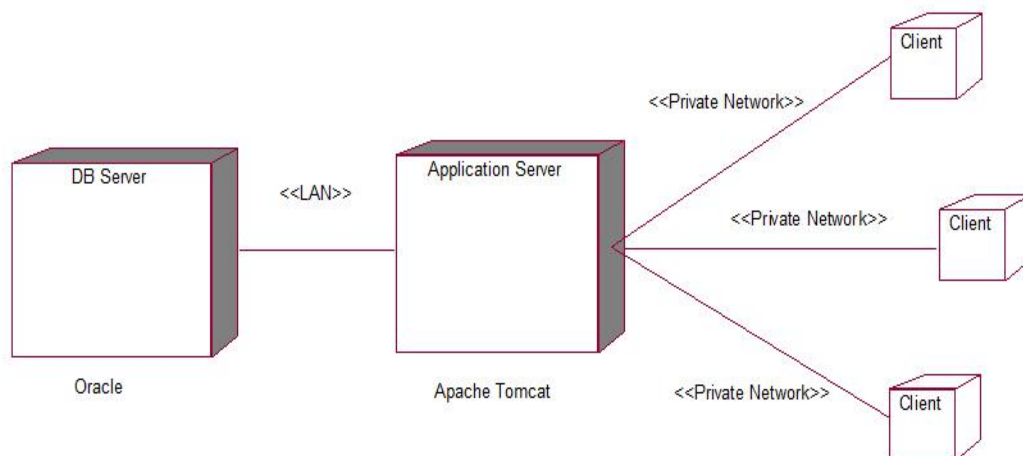 Client
<<Private Network>>
DB Server
Application Server
<<LAN>>
<<Private Network>>
Client
Oracle
Apache Tomcat
<<Private Network>>
Client